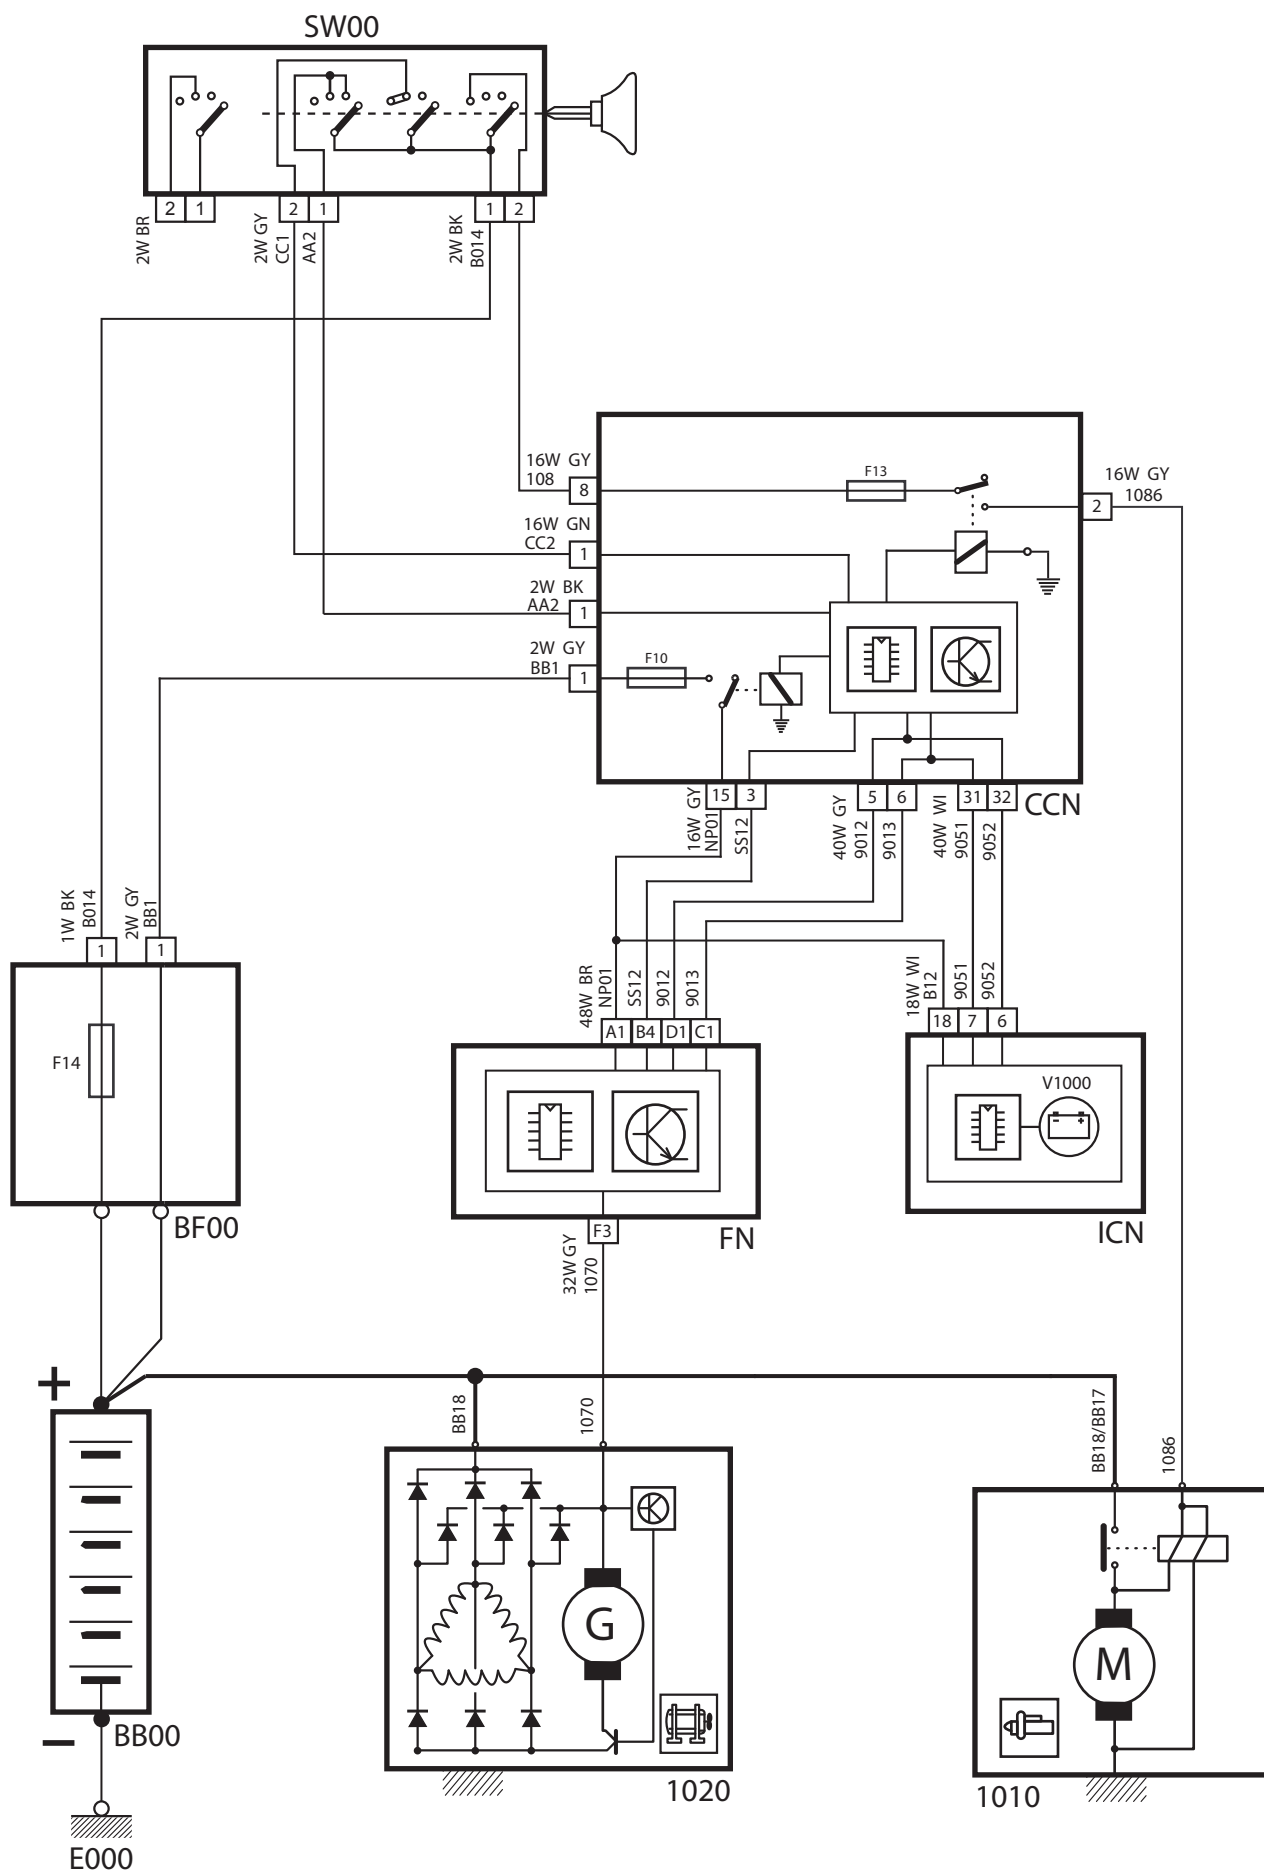 SW00
2 1
2 1
1 2
2W BR
2W GY
CC1
AA2
2W BK
B014
16W GY
108
8
F13
16W GY
1086
2
16W GN
CC2
1
2W BK
AA2
1
2W GY
BB1
1
F10
15 3
5 6
31 32
CCN
16W GY
NP01
SS12
40W GY
9012
9013
40W WI
9051
9052
1W BK
B014
2W GY
BB1
1
1
F14
BF00
48W BR
NP01
SS12
9012
9013
A1 B4 D1 C1
18W WI
B12
9051
9052
18 7 6
V1000
F3
FN
ICN
32W GY
1070
+
BB18
1070
BB18/BB17
1086
G
M
- +
−
BB00
1020
1010
E000